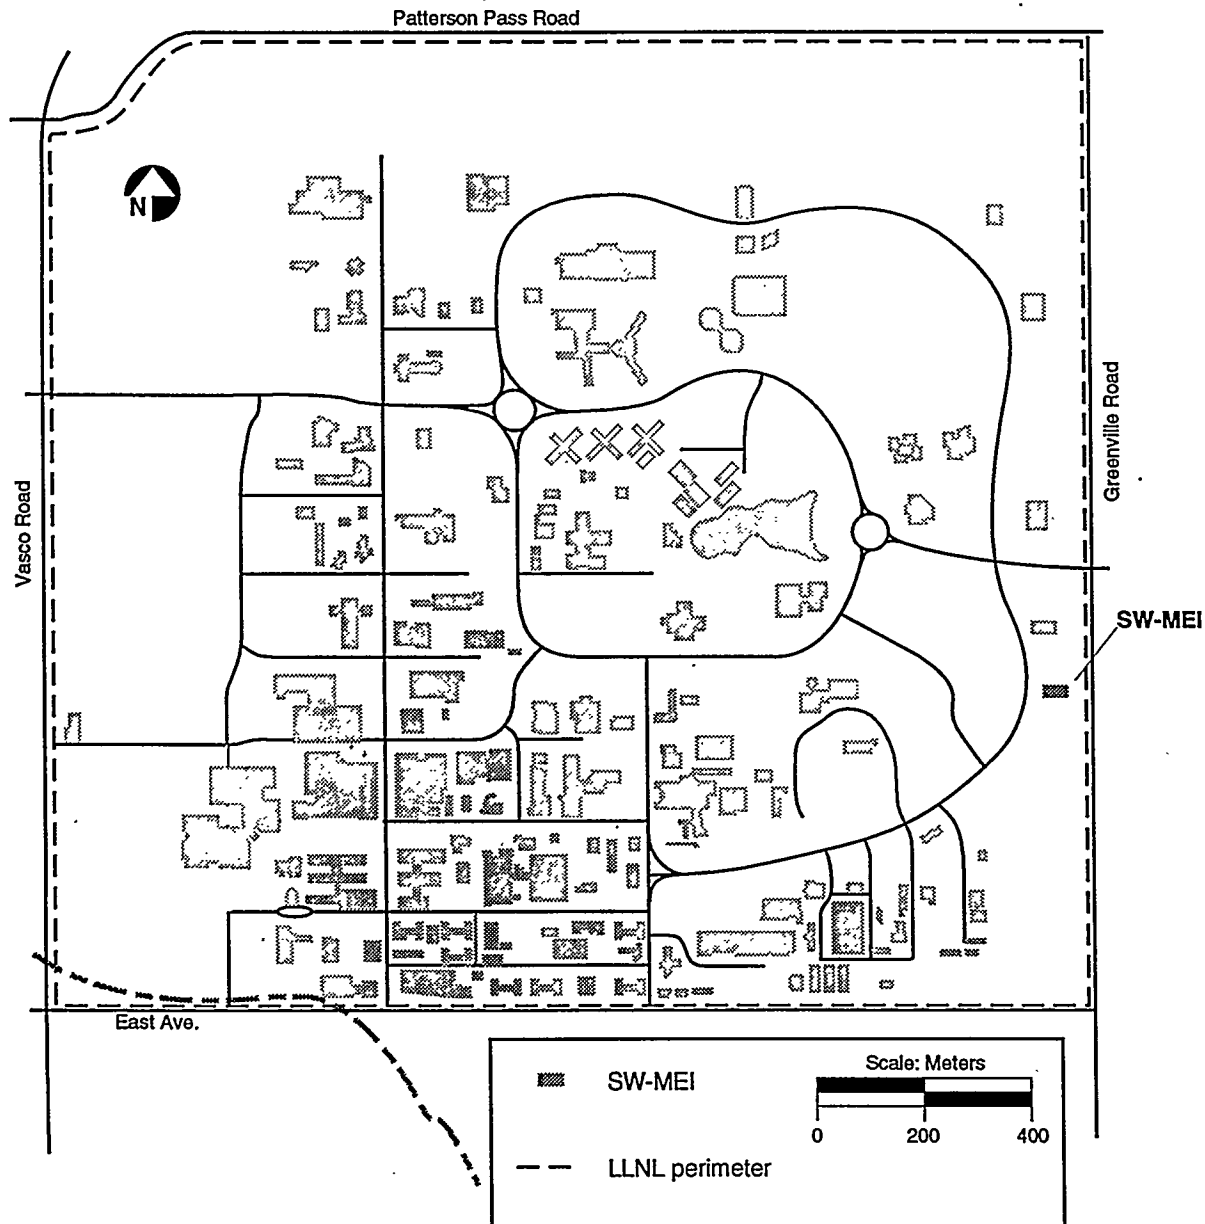 Patterson Pass Road
N
Greenville Road
Vasco Road
SW-MEI
East Ave.
SW-MEI
Scale: Meters
0 200 400
LLNL perimeter